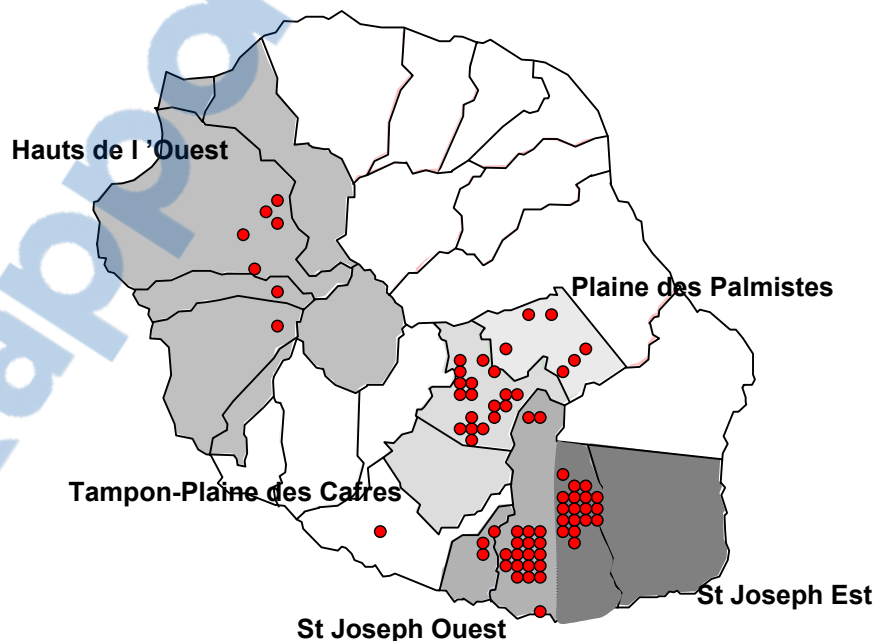 Hauts de l ’Ouest
Plaine des Palmistes
Tampon-Plaine des Cafres
St Joseph Est
St Joseph Ouest